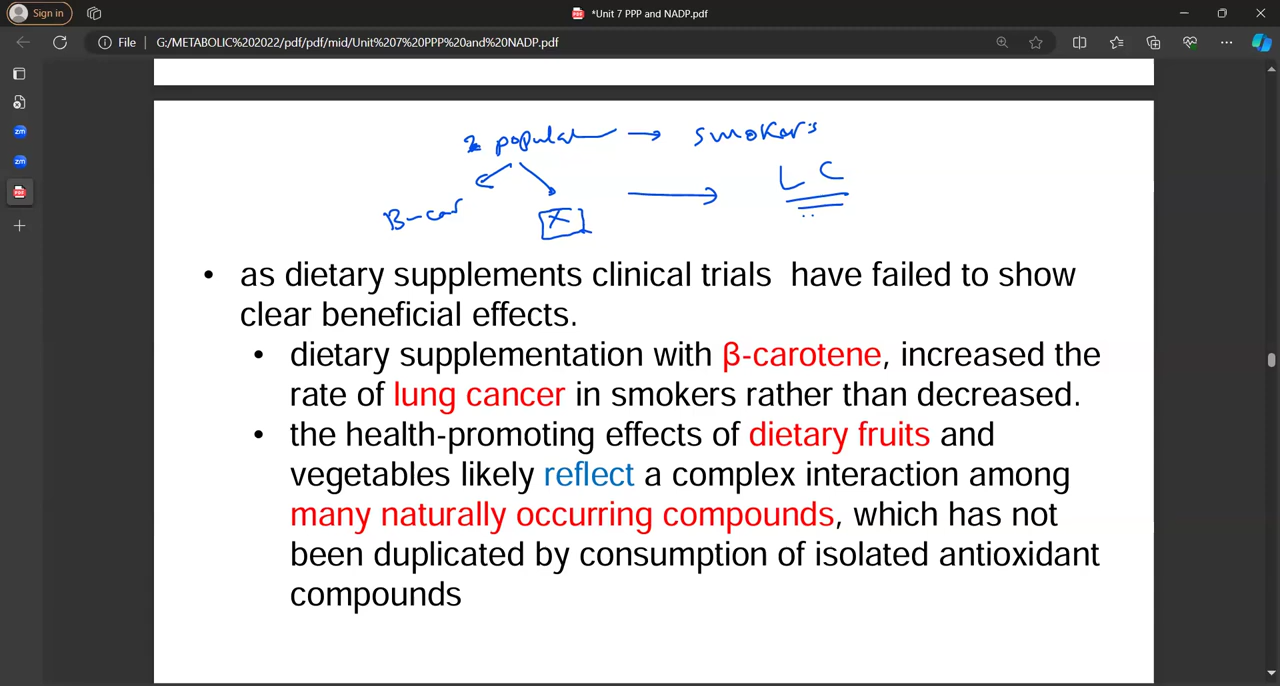 Sign in
*Unit 7 PPP and NADP.pdf
File
G:/METABOLIC%202022/pdf/pdf/mid/Unit%207%20PPP%20and%20NADP.pdf
zm
zm
2 popular → smokers
B-car
X
LC
• as dietary supplements clinical trials have failed to show
clear beneficial effects.
• dietary supplementation with β-carotene, increased the
rate of lung cancer in smokers rather than decreased.
• the health-promoting effects of dietary fruits and
vegetables likely reflect a complex interaction among
many naturally occurring compounds, which has not
been duplicated by consumption of isolated antioxidant
compounds